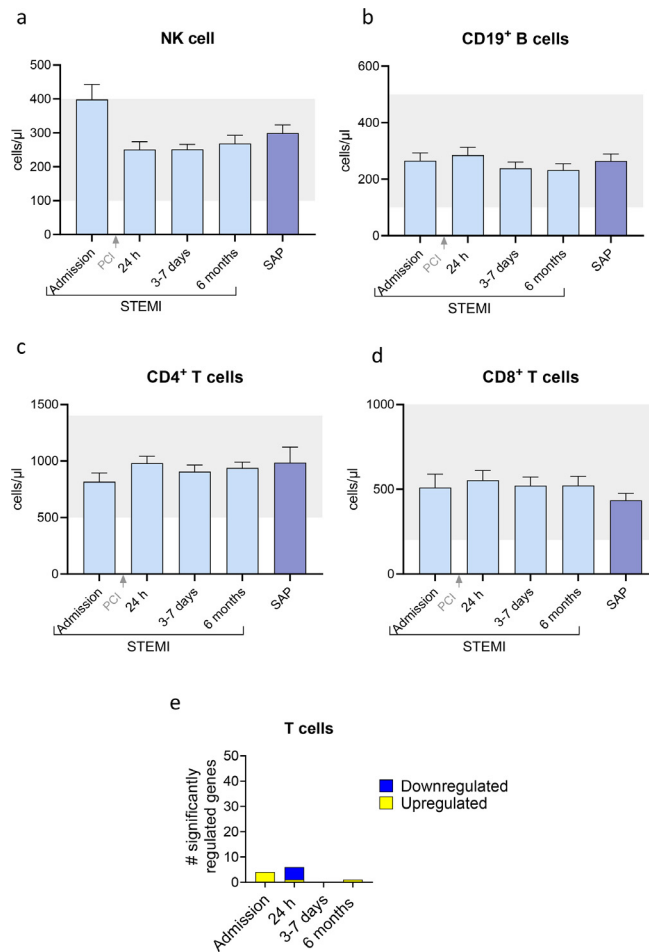 a
NK cell
cells/µl
500
400
300
200
100
0
Admission
PCI
24 h
3-7 days
6 months
SAP
STEMI
b
CD19+ B cells
cells/µl
600
400
200
0
Admission
PCI
24 h
3-7 days
6 months
SAP
STEMI
c
CD4+ T cells
cells/µl
1500
1000
500
0
Admission
PCI
24 h
3-7 days
6 months
SAP
STEMI
d
CD8+ T cells
cells/µl
1000
500
0
Admission
PCI
24 h
3-7 days
6 months
SAP
STEMI
e
T cells
# significantly
regulated genes
50
40
30
20
10
0
Admission
24 h
3-7 days
6 months
Downregulated
Upregulated